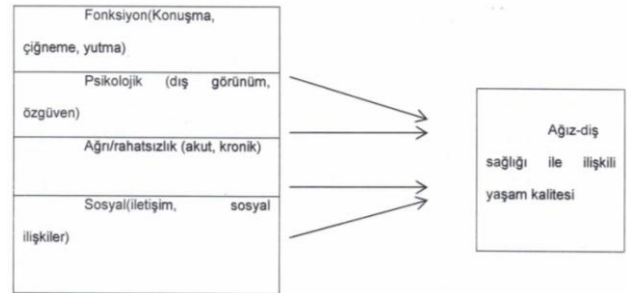 Fonksiyon(Konuşma,
çiğneme, yutma)
Psikolojik (dış görünüm,
özgüven)
Ağrı/rahatsızlık (akut, kronik)
Sosyal(iletişim, sosyal
ilişkiler)
Ağız-diş
sağlığı ile ilişkili
yaşam kalitesi